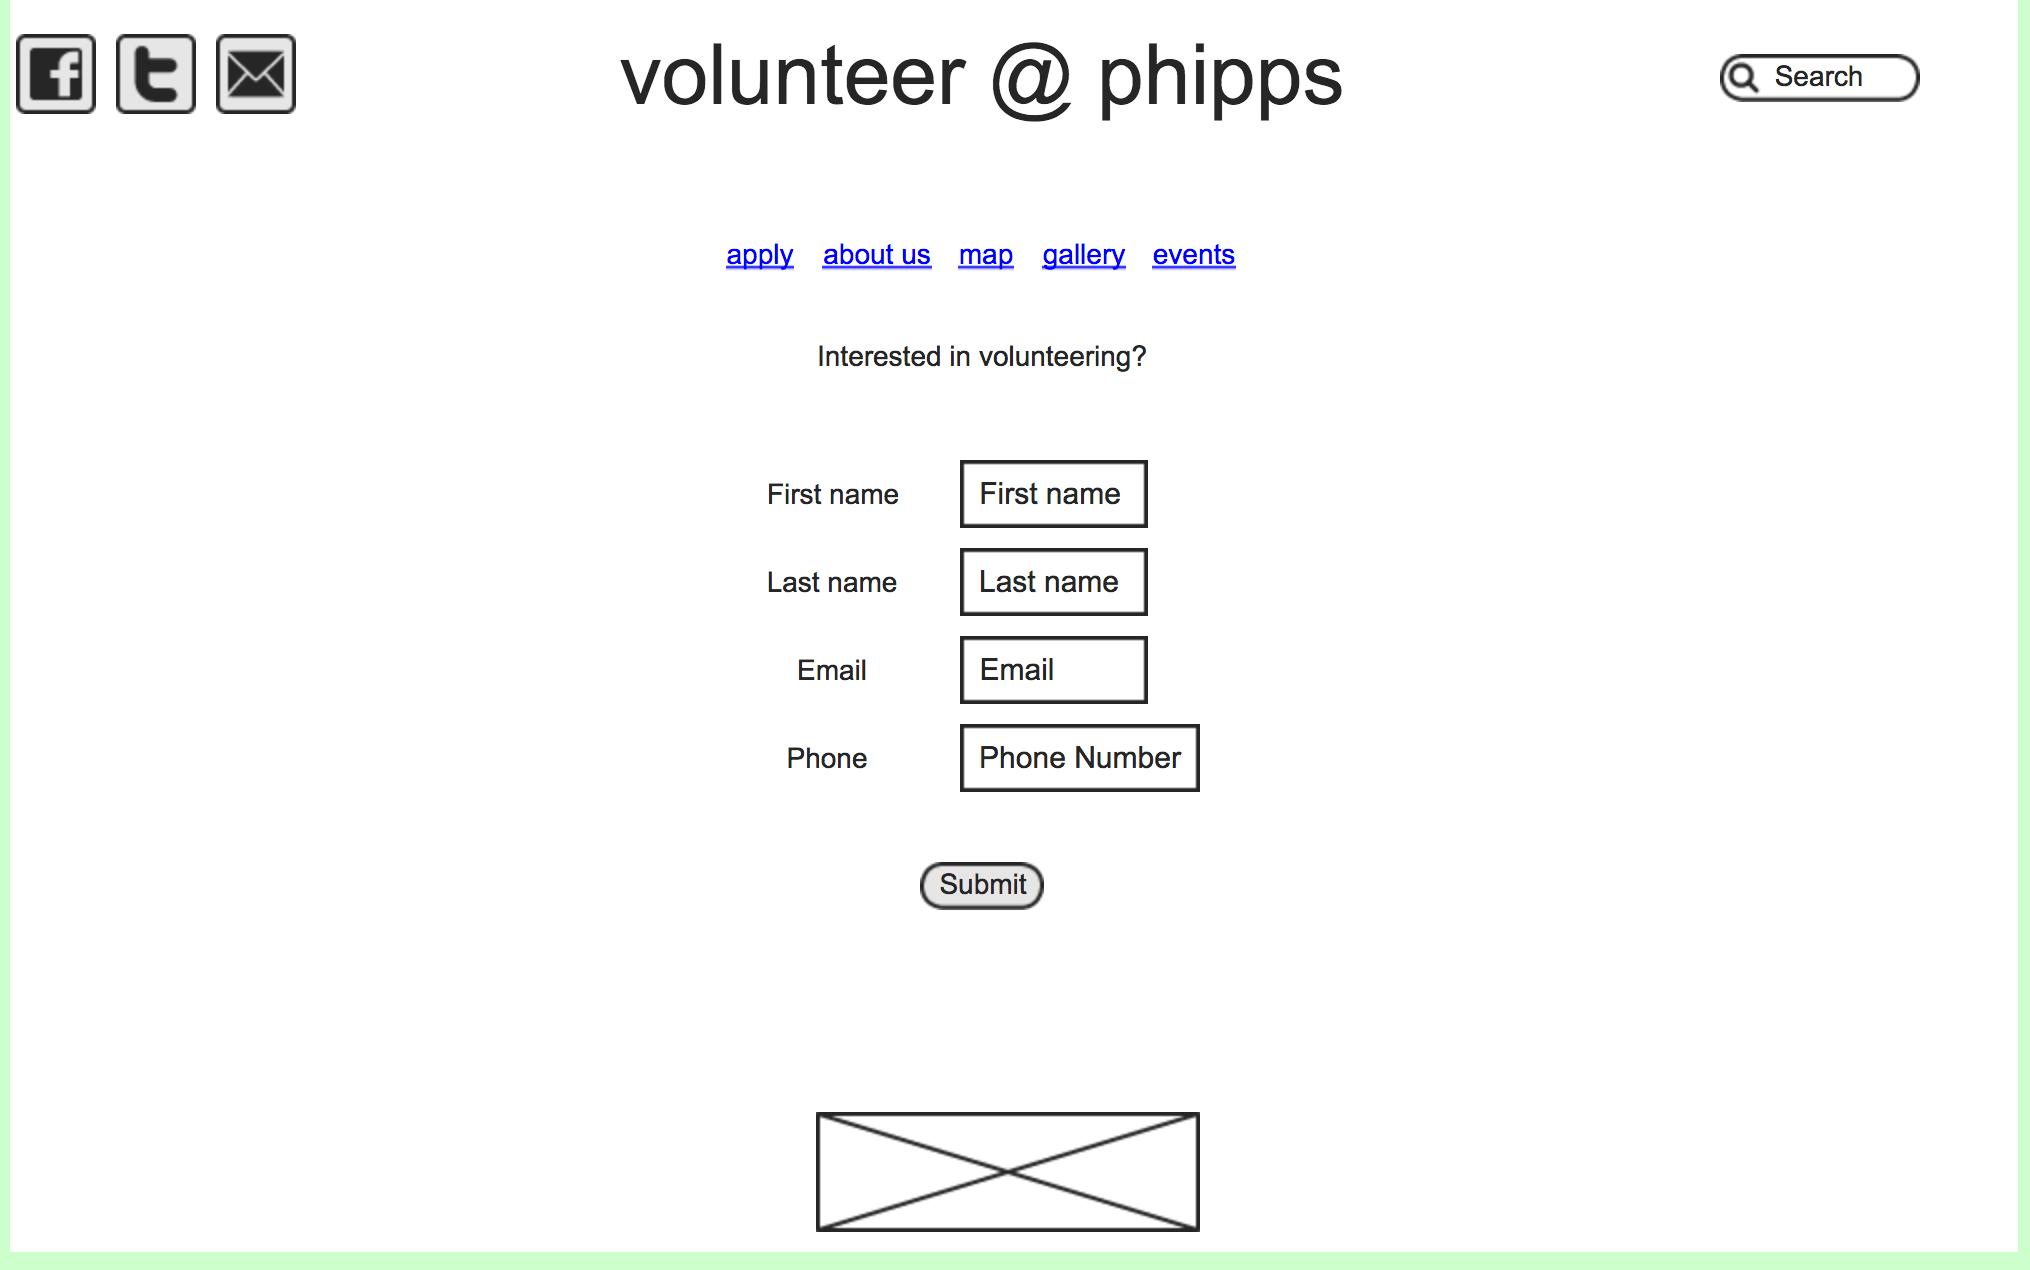 volunteer @ phipps
Search
apply about us map gallery events
Interested in volunteering?
First name First name
Last name Last name
Email Email
Phone Phone Number
Submit